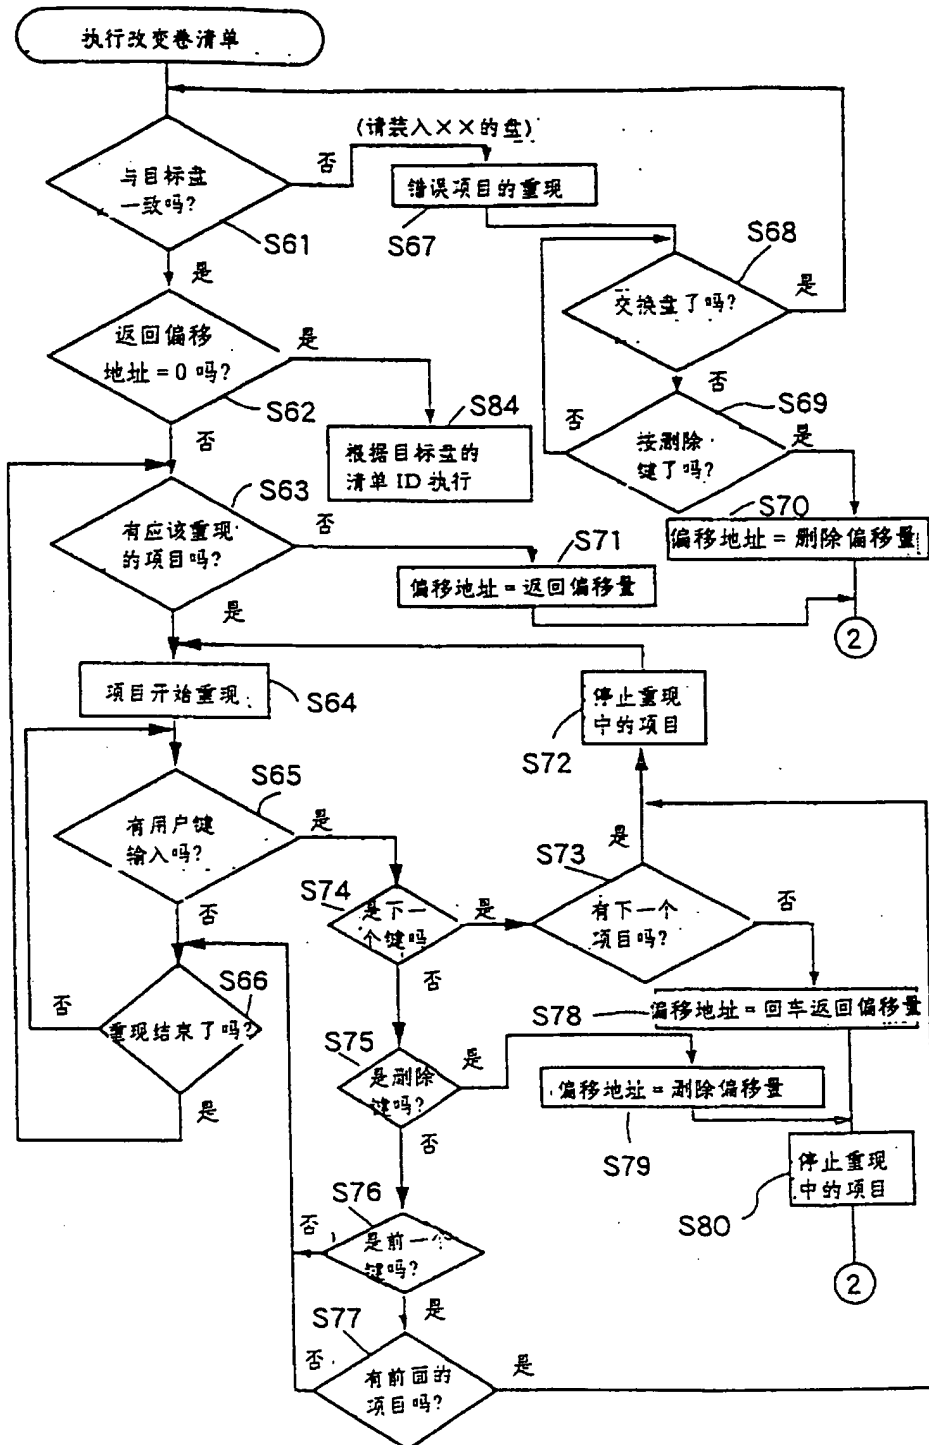 执行改变卷清单
(请装入××的盘)
与目标盘
一致吗?
否
错误项目的重现
S61
S67
S68
是
交换盘了吗?
是
返回偏移
地址=0吗?
是
否
S62
S84
否
S69
否
根据目标盘的
清单ID执行
按删除
键了吗?
是
S63
S70
有应该重现
的项目吗?
否
S71
偏移地址=删除偏移量
偏移地址=返回偏移量
是
2
项目开始重现
S64
停止重现
中的项目
S72
S65
有用户键
输入吗?
是
是
S73
S74
是下一
个键吗
是
有下一个
项目吗?
否
否
否
S66
否
重现结束了吗?
S78
偏移地址=回车返回偏移量
S75
是
是删除
键吗?
偏移地址=删除偏移量
是
否
S79
停止重现
中的项目
S76
S80
否
是前一个
键吗?
2
是
S77
否
有前面的
项目吗?
是